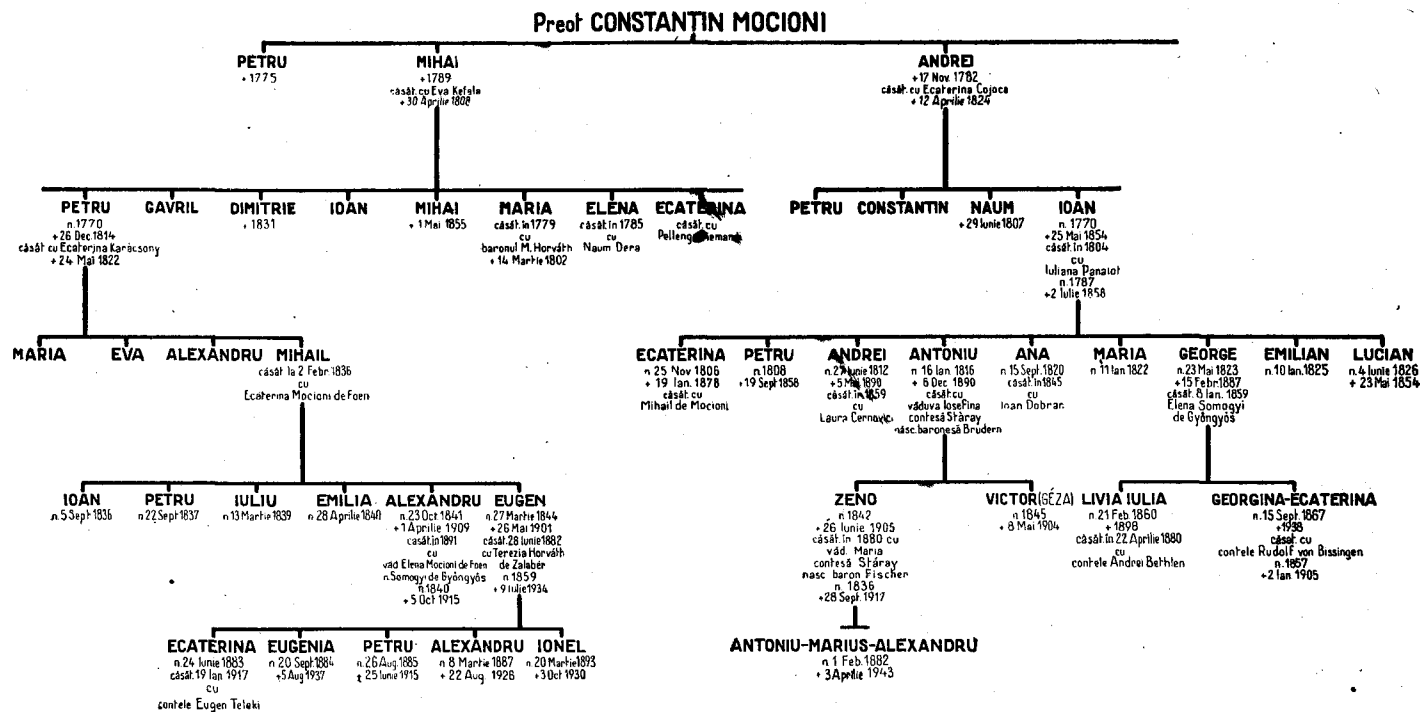 Preot CONSTANTIN MOCIONI
PETRU
+ 1775
MIHAI
+1789
căsăt. cu Eva Kefala
+ 30 Aprilie 1808
ANDREI
+ 17 Nov. 1782
căsăt. cu Ecaterina Cojoca
+ 12 Aprilie 1824
PETRU
n.1770
+26 Dec.1814
căsăt cu Ecaterina Karácsony
+ 24 Mai 1822
GAVRIL
DIMITRIE
+ 1831
IOAN
MIHAI
+ 1 Mai 1855
MARIA
căsăt. în 1779
cu
baronul M. Horváth
+ 14 Martie 1802
ELENA
căsăt. în 1785
cu
Naum Dera
ECATERINA
căsăt. cu
PETRU
CONSTANTIN
NAUM
+29 Iunie 1807
IOAN
n. 1770
+25 Mai 1854
căsăt. în 1804
cu
Iuliana Panaiot
n. 1787
+2 Iulie 1858
MARIA
EVA
ALEXANDRU
MIHAIL
căsăt la 2 Febr. 1836
cu
Ecaterina Mocioni de Foen
ECATERINA
n 25 Nov 1806
+ 19 Ian. 1878
căsăt. cu
Mihail de Mocioni
PETRU
n.1808
+19 Sept 1858
ANDREI
n. 27 Iunie 1812
+5 1890
căsăt. în 1859
cu
Laura Cernovici
ANTONIU
n 16 Ian. 1816
+ 6 Dec 1890
căsăt. cu
văduva Iosefina
contesă Stáray
născ. baronesă Brudern
ANA
n 15 Sept. 1820
căsăt. în 1845
cu
Ioan Dobran
MARIA
n 11 Ian 1822
GEORGE
n.23 Mai 1823
+15 Febr.1887
căsăt. 8 Ian. 1859
Elena Somogyi
de Gyöngyös
EMILIAN
n.10 Ian.1825
LUCIAN
n.4 Iunie 1826
+ 23 Mai 1854
IOAN
n. 5 Sept 1836
PETRU
n 22 Sept 1837
IULIU
n 13 Martie 1839
EMILIA
n 28 Aprilie 1840
ALEXANDRU
n.23 Oct 1841
+ 1 Aprilie 1909
casăt. în 1891
cu
văd Elena Mocioni de Foen
n. Somogyi de Gyöngyös
n.1840
+ 5 Oct 1915
EUGEN
n.27 Martie 1844
+26 Mai 1901
căsăt. 28 Iunie 1882
cu Terezia Horváth
de Zalabér
n 1859
+ 9 Iulie 1934
ZENO
n 1842
+ 26 Iunie 1905
căsăt. în 1880 cu
văd. Maria
contesă Stáray
nasc baron Fischer
n. 1836
+28 Sept. 1917
VICTOR (GÉZA)
n 1845
+ 8 Mai 1904
LIVIA IULIA
n 21 Feb 1860
+ 1898
căsăt în 22 Aprilie 1880
cu
contele Andrei Bethlen
GEORGINA-ECATERINA
n. 15 Sept. 1867
+1938
căsăt. cu
contele Rudolf von Bissingen
n. 1857
+2 Ian 1905
ECATERINA
n.24 Iunie 1883
căsăt. 19 Ian 1917
cu
contele Eugen Teleki
EUGENIA
n 20 Sept. 1884
+5 Aug 1937
PETRU
n.26 Aug. 1885
t 25 Iunie 1915
ALEXANDRU
n 8 Martie 1887
+ 22 Aug 1928
IONEL
n. 20 Martie 1893
+3 Oct 1930
ANTONIU-MARIUS-ALEXANDRU
n. 1 Feb. 1882
+ 3 Aprilie 1943